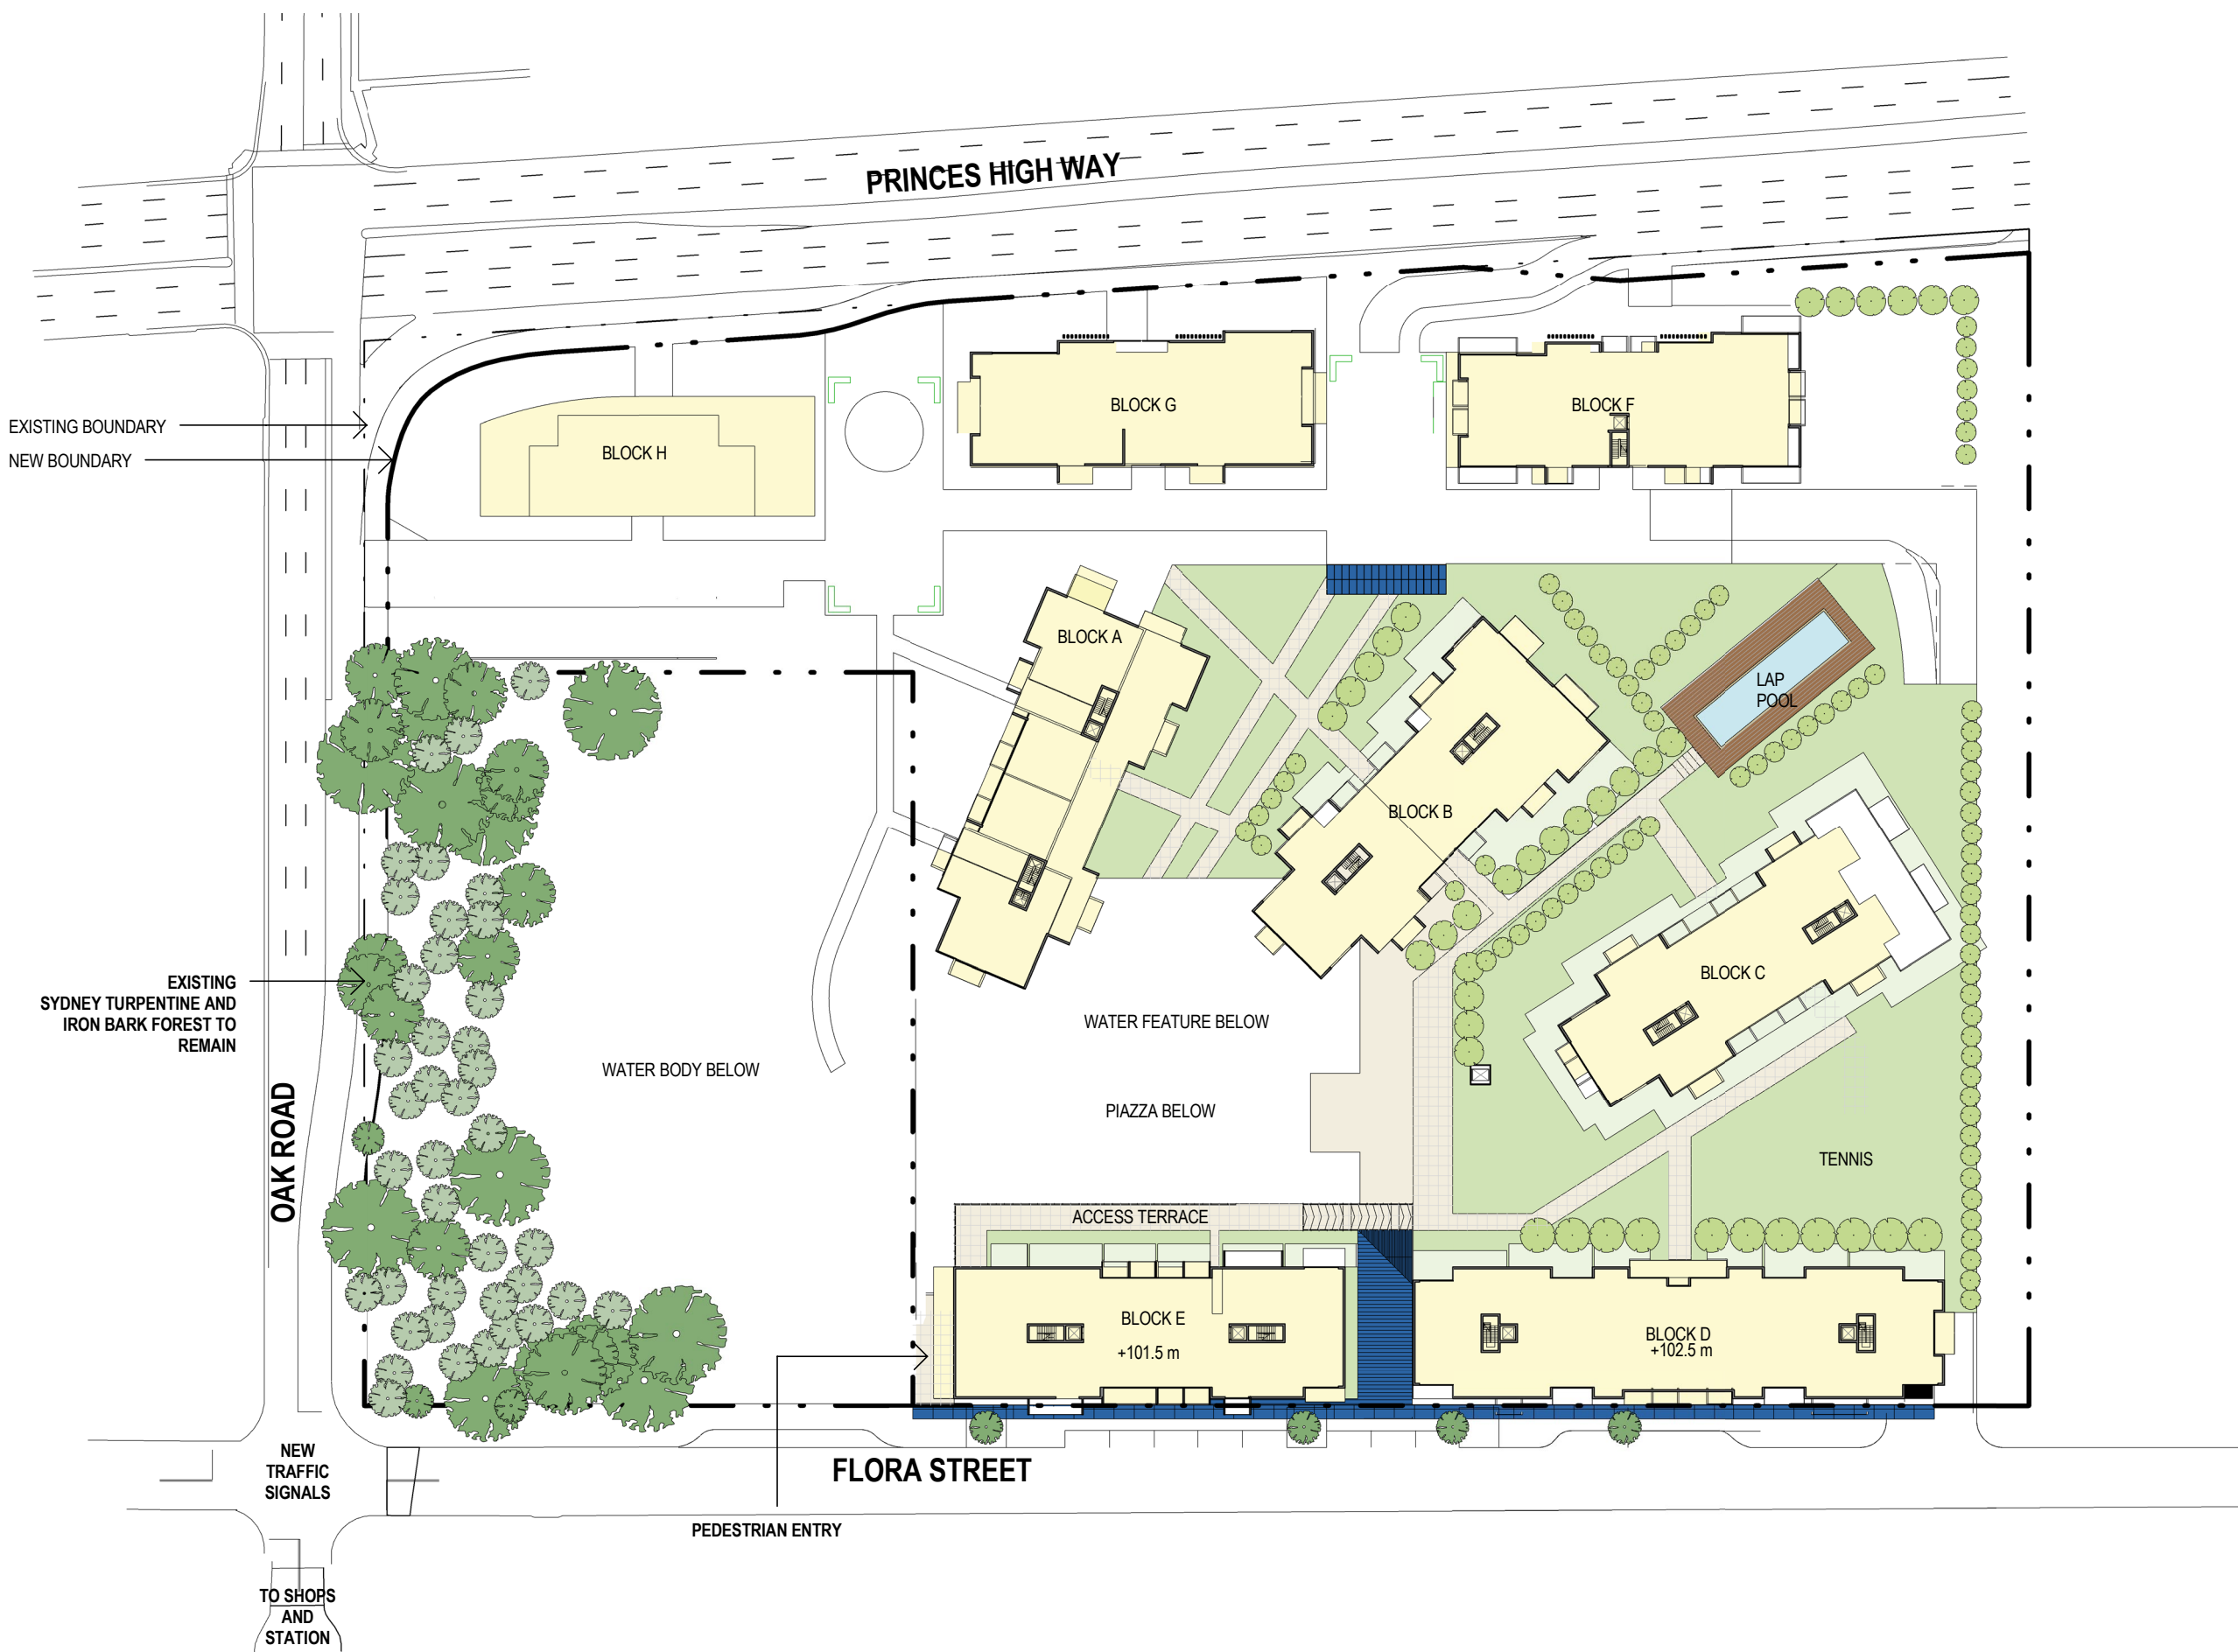 PRINCES HIGH WAY
EXISTING BOUNDARY
NEW BOUNDARY
BLOCK H
BLOCK G
BLOCK F
BLOCK A
LAP
POOL
BLOCK B
BLOCK C
EXISTING
SYDNEY TURPENTINE AND
IRON BARK FOREST TO
REMAIN
WATER FEATURE BELOW
WATER BODY BELOW
PIAZZA BELOW
OAK ROAD
TENNIS
ACCESS TERRACE
BLOCK E
+101.5 m
BLOCK D
+102.5 m
NEW
TRAFFIC
SIGNALS
FLORA STREET
PEDESTRIAN ENTRY
TO SHOPS
AND
STATION